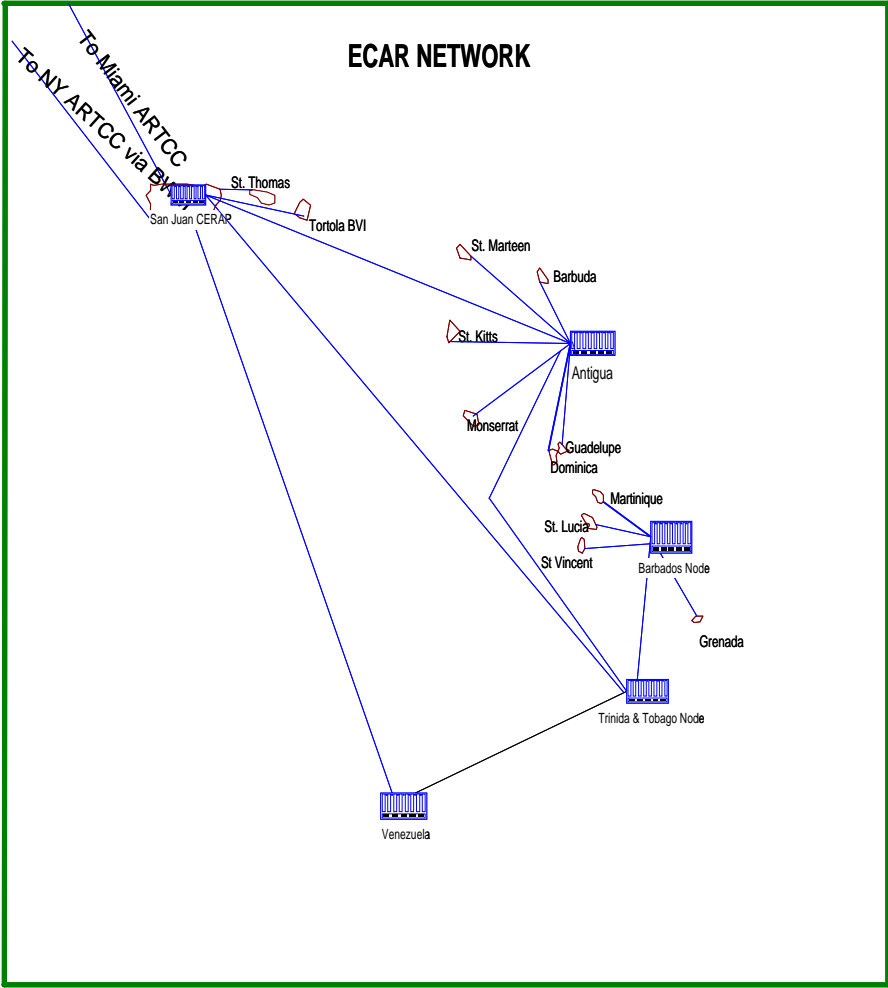 ECAR NETWORK
To Miami ARTCC
To NY ARTCC via BW
St. Thomas
San Juan CERAP
Tortola BVI
St. Marteen
Barbuda
St. Kitts
Antigua
Monserrat
Guadelupe
Dominica
Martinique
St. Lucia
St Vincent
Barbados Node
Grenada
Trinida & Tobago Node
Venezuela